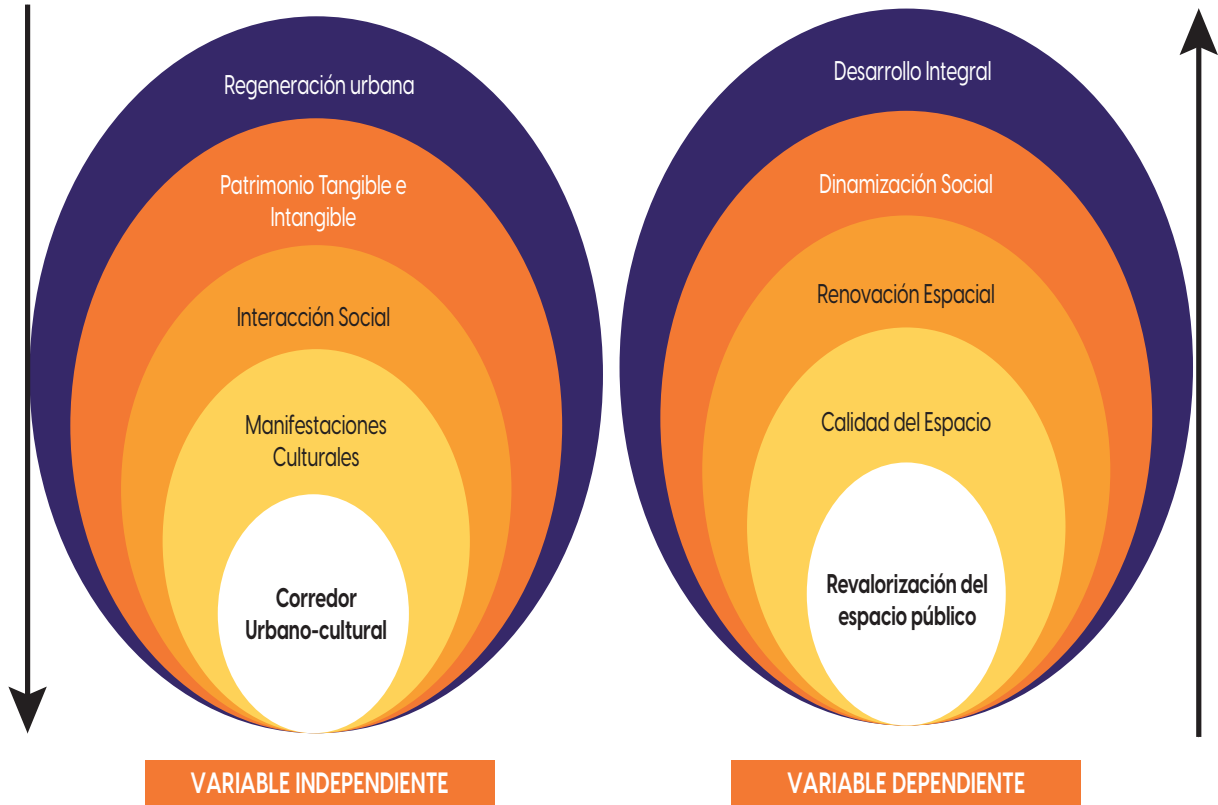 Regeneración urbana
Patrimonio Tangible e
Intangible
Interacción Social
Manifestaciones
Culturales
Corredor
Urbano-cultural
VARIABLE INDEPENDIENTE
Desarrollo Integral
Dinamización Social
Renovación Espacial
Calidad del Espacio
Revalorización del
espacio público
VARIABLE DEPENDIENTE